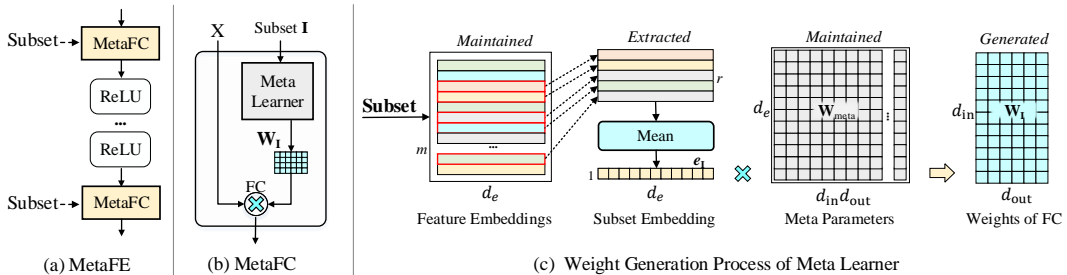 Subset
MetaFC
ReLU
...
ReLU
Subset
MetaFC
(a) MetaFE
X
Subset I
Meta
Learner
W_I
FC
(b) MetaFC
Maintained
Subset
m
...
d_e
Feature Embeddings
Extracted
r
Mean
e_I
1
d_e
Subset Embedding
Maintained
d_e
W_meta
...
d_in d_out
Meta Parameters
Generated
d_in
W_I
d_out
Weights of FC
(c) Weight Generation Process of Meta Learner